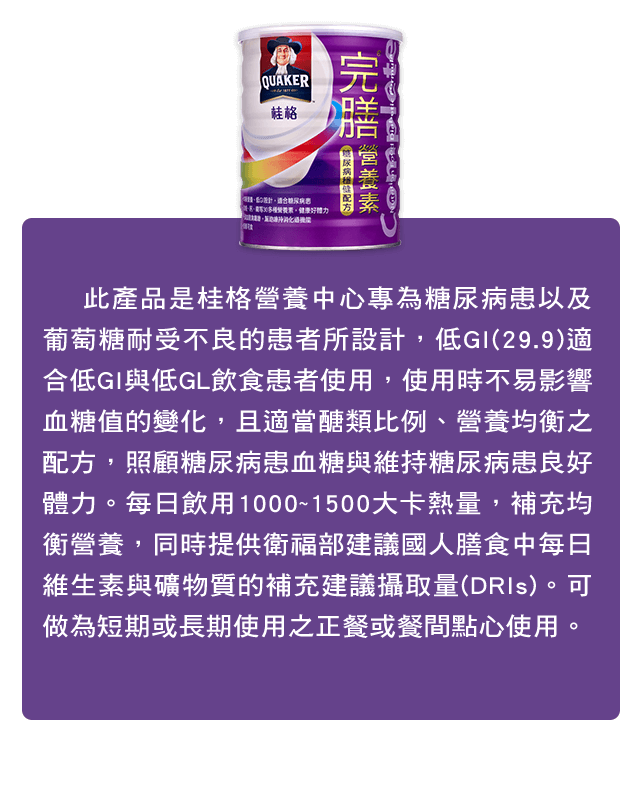 QUAKER
桂格
完膳
營養素
糖尿病穩健配方
Complete
此產品是桂格營養中心專為糖尿病患以及
葡萄糖耐受不良的患者所設計，低GI(29.9)適
合低GI與低GL飲食患者使用，使用時不易影響
血糖值的變化，且適當醣類比例、營養均衡之
配方，照顧糖尿病患血糖與維持糖尿病患良好
體力。每日飲用1000~1500大卡熱量，補充均
衡營養，同時提供衛福部建議國人膳食中每日
維生素與礦物質的補充建議攝取量(DRIs)。可
做為短期或長期使用之正餐或餐間點心使用。